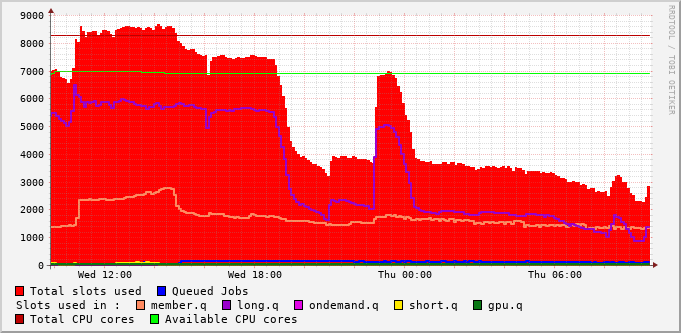 9000
8000
7000
6000
5000
4000
3000
2000
1000
0
Wed 12:00 Wed 18:00 Thu 00:00 Thu 06:00
RRDTOOL / TOBI OETIKER
Total slots used Queued Jobs
Slots used in : member.q long.q ondemand.q short.q gpu.q
Total CPU cores Available CPU cores